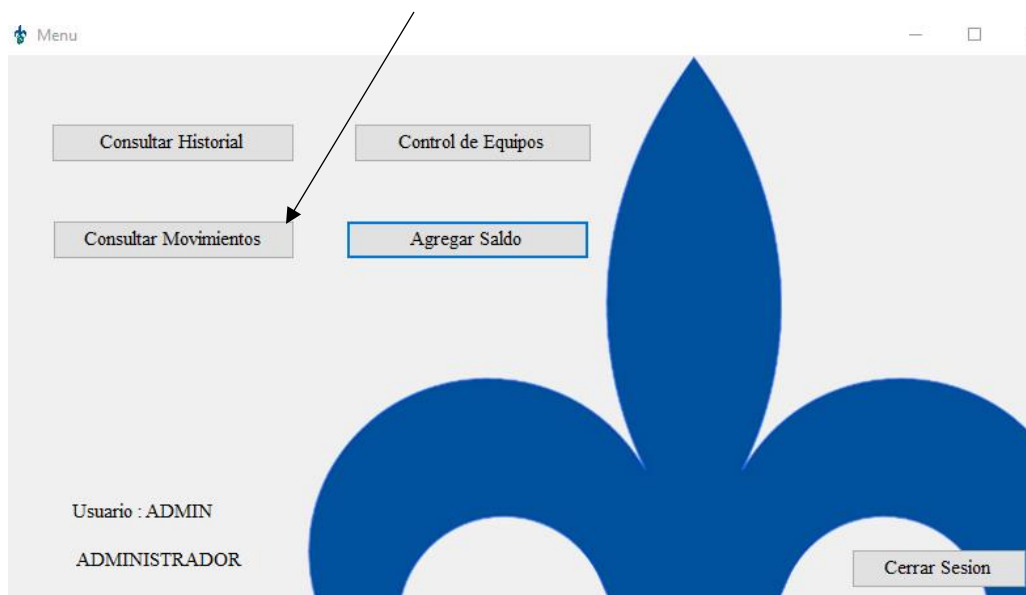 Menu
Consultar Historial
Control de Equipos
Consultar Movimientos
Agregar Saldo
Usuario : ADMIN
ADMINISTRADOR
Cerrar Sesion